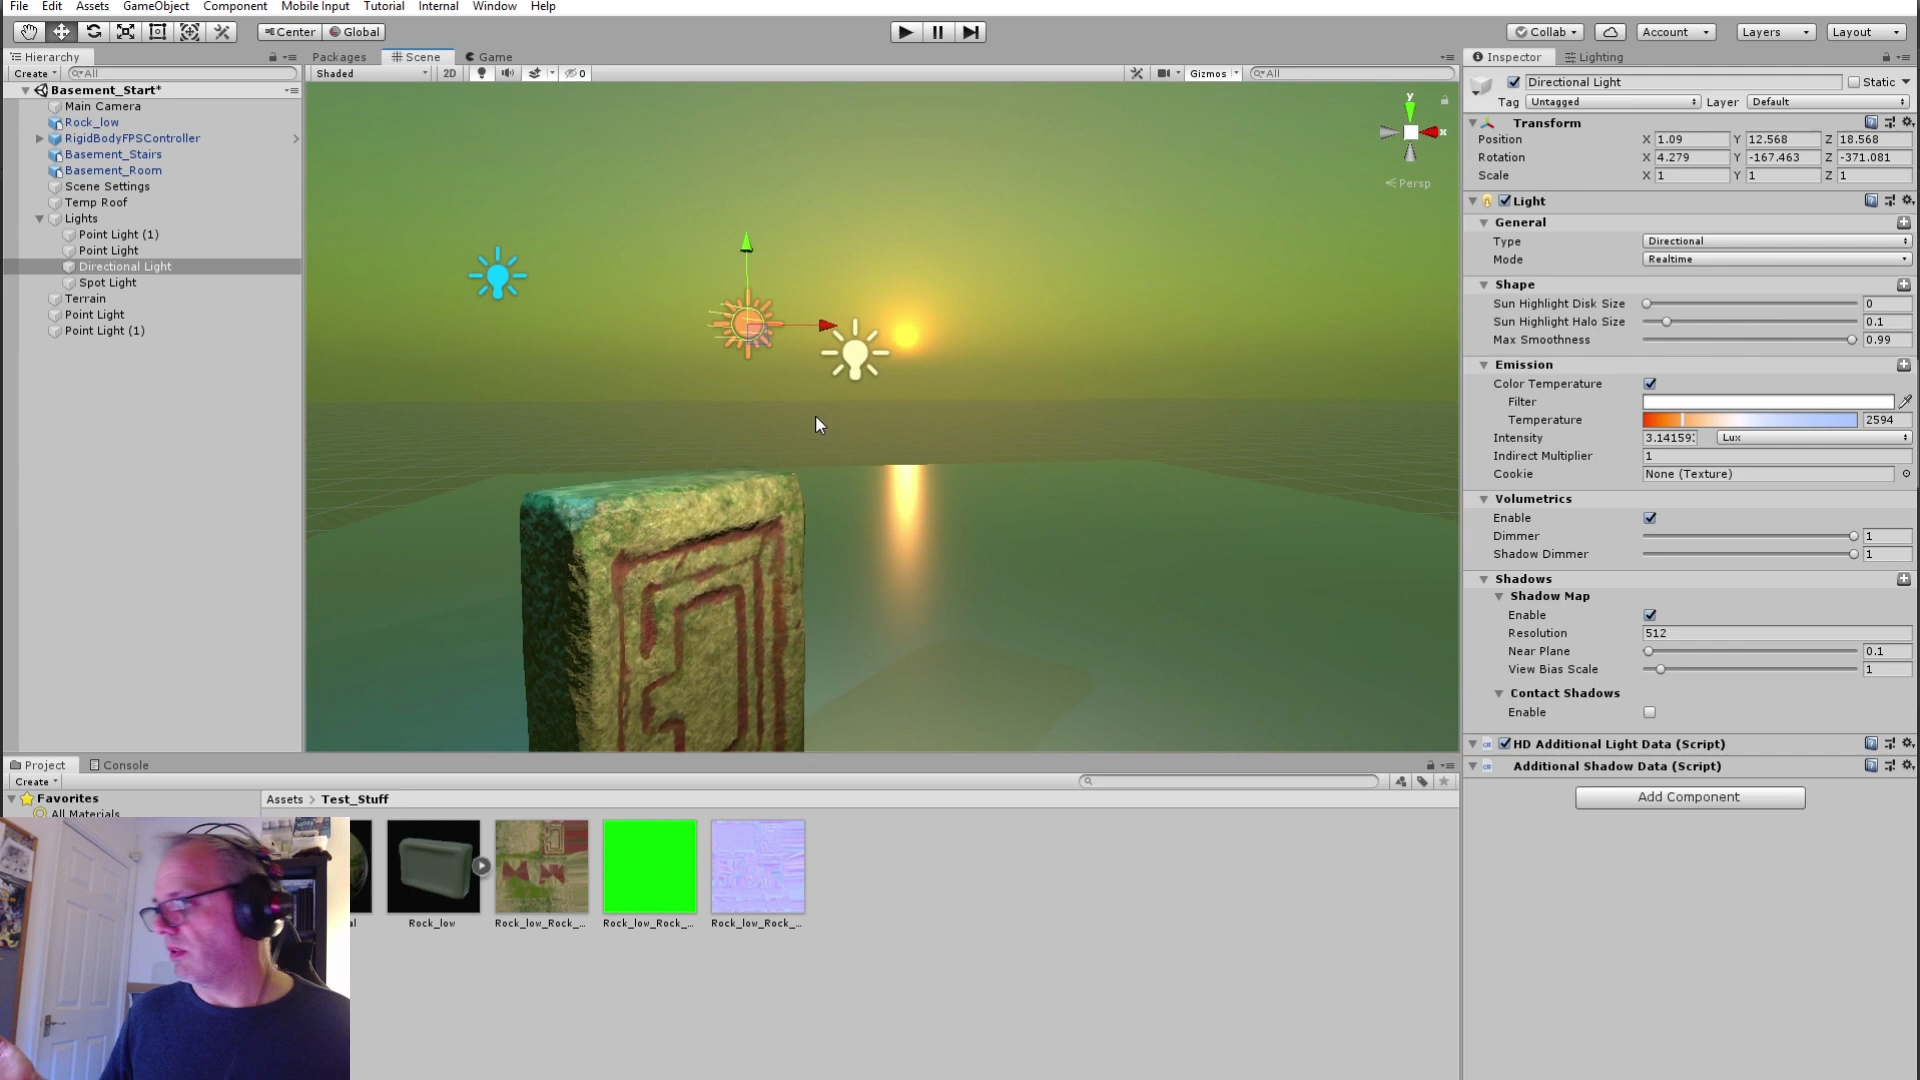 File Edit Assets GameObject Component Mobile Input Tutorial Internal Window Help
Center Global Collab Account Layers Layout
Hierarchy Packages Scene Game Inspector Lighting
Create All Shaded 2D 0 Gizmos All
Basement_Start*
Main Camera
Rock_low
RigidBodyFPSController
Basement_Stairs
Basement_Room
Scene Settings
Temp Roof
Lights
Point Light (1)
Point Light
Directional Light
Spot Light
Terrain
Point Light
Point Light (1)
y
x
Persp
Directional Light Static
Tag Untagged Layer Default
Transform
Position X 1.09 Y 12.568 Z 18.568
Rotation X 4.279 Y -167.463 Z -371.081
Scale X 1 Y 1 Z 1
Light
General
Type Directional
Mode Realtime
Shape
Sun Highlight Disk Size 0
Sun Highlight Halo Size 0.1
Max Smoothness 0.99
Emission
Color Temperature
Filter
Temperature 2594
Intensity Lux
Indirect Multiplier 1
Cookie None (Texture)
Volumetrics
Enable
Dimmer 1
Shadow Dimmer 1
Shadows
Shadow Map
Enable
Resolution 512
Near Plane 0.1
View Bias Scale 1
Contact Shadows
Enable
HD Additional Light Data (Script)
Additional Shadow Data (Script)
Add Component
Project Console
Create
Favorites
All Materials
Assets > Test_Stuff
al Rock_low Rock_low_Rock_... Rock_low_Rock_... Rock_low_Rock_...